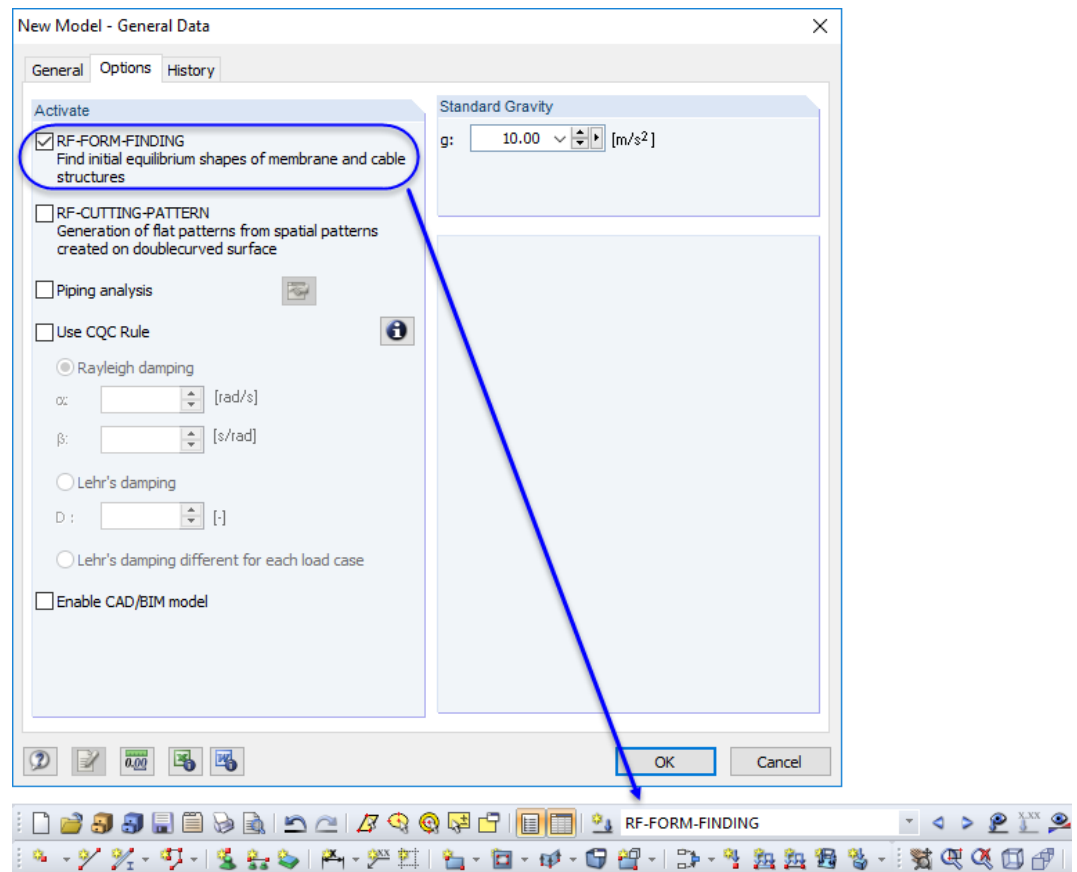 New Model - General Data
General Options History
Activate
RF-FORM-FINDING
Find initial equilibrium shapes of membrane and cable
structures
RF-CUTTING-PATTERN
Generation of flat patterns from spatial patterns
created on doublecurved surface
Piping analysis
Use CQC Rule
Rayleigh damping
α: [rad/s]
β: [s/rad]
Lehr's damping
D : [-]
Lehr's damping different for each load case
Enable CAD/BIM model
Standard Gravity
g: 10.00 [m/s²]
0.00
OK Cancel
RF-FORM-FINDING
x.xx
xx